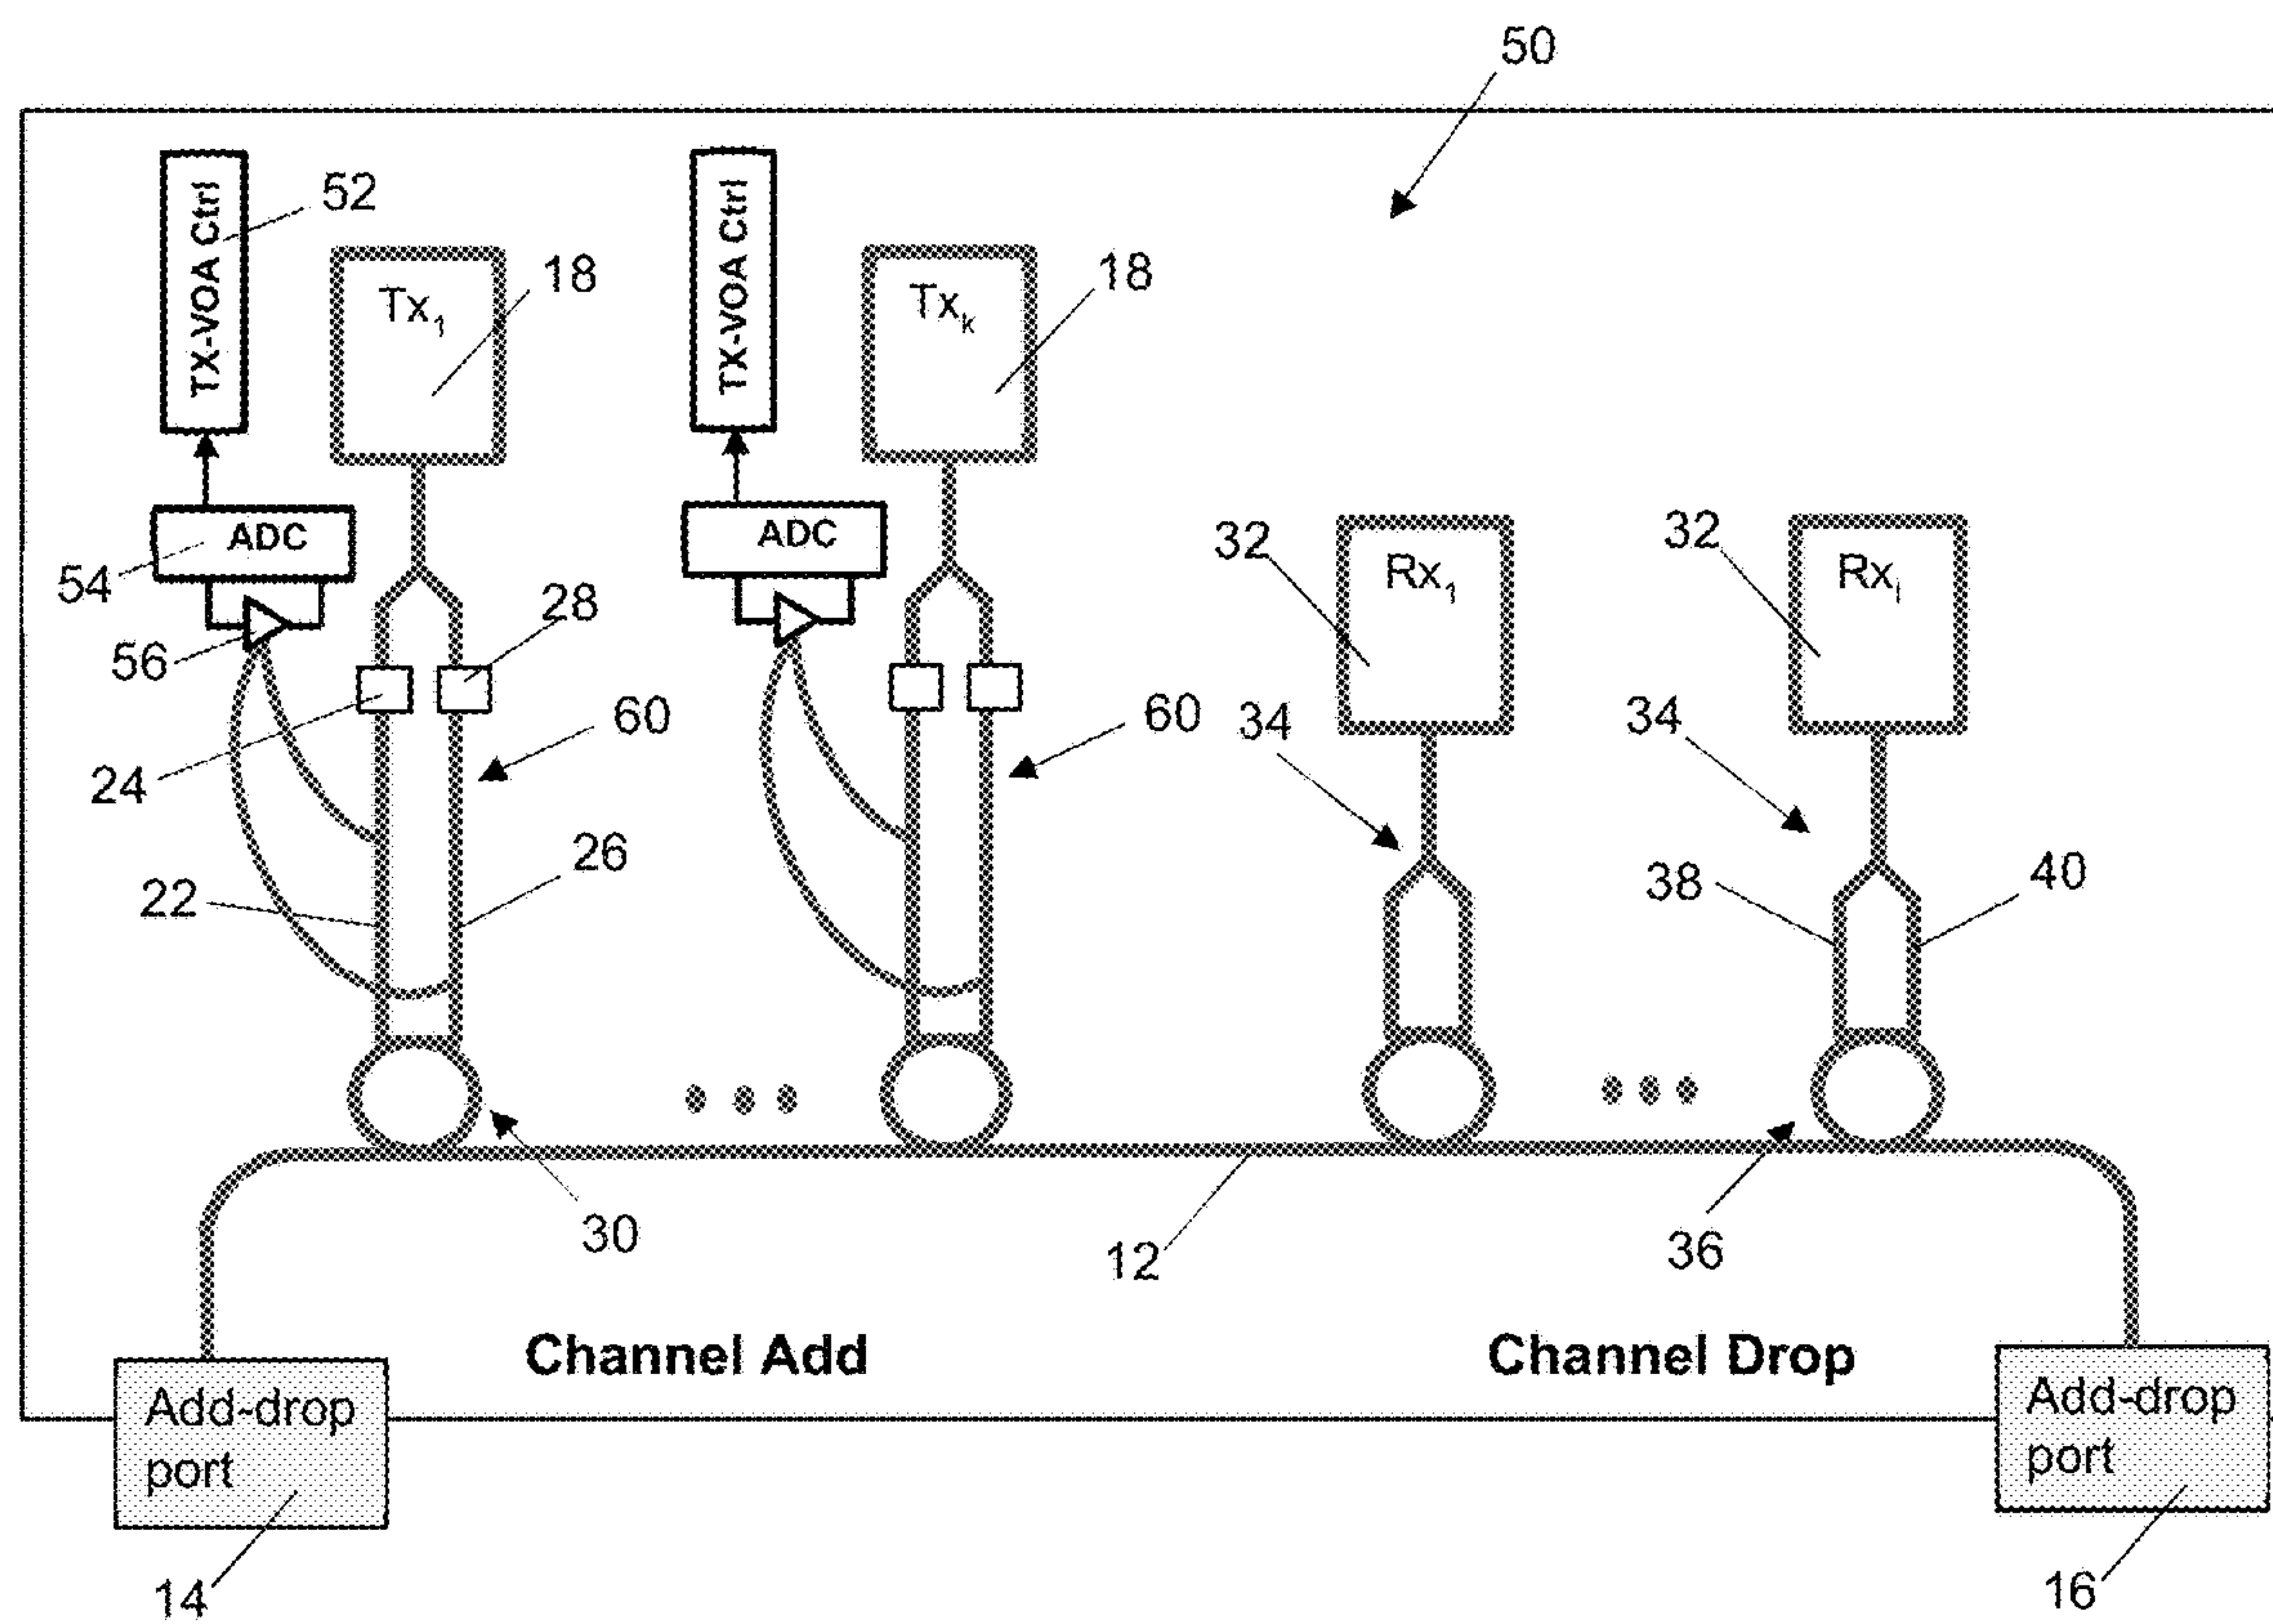 50
TX-VOA Ctrl
52
TX-VOA Ctrl
Tx1
18
Txk
18
ADC
54
ADC
32
Rx1
32
Rxl
28
56
24
60
60
34
34
22
26
38
40
30
12
36
Channel Add
Channel Drop
Add-drop
port
Add-drop
port
14
16